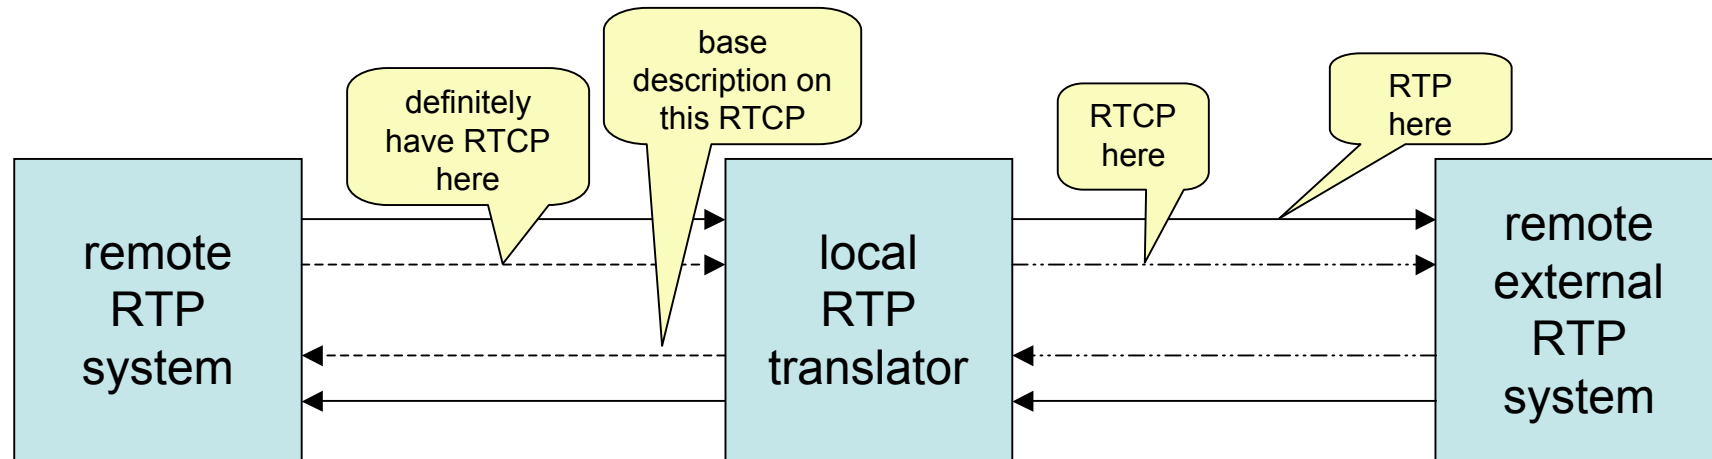 base
description on
this RTCP
definitely
have RTCP
here
RTCP
here
RTP
here
remote
RTP
system
local
RTP
translator
remote
external
RTP
system